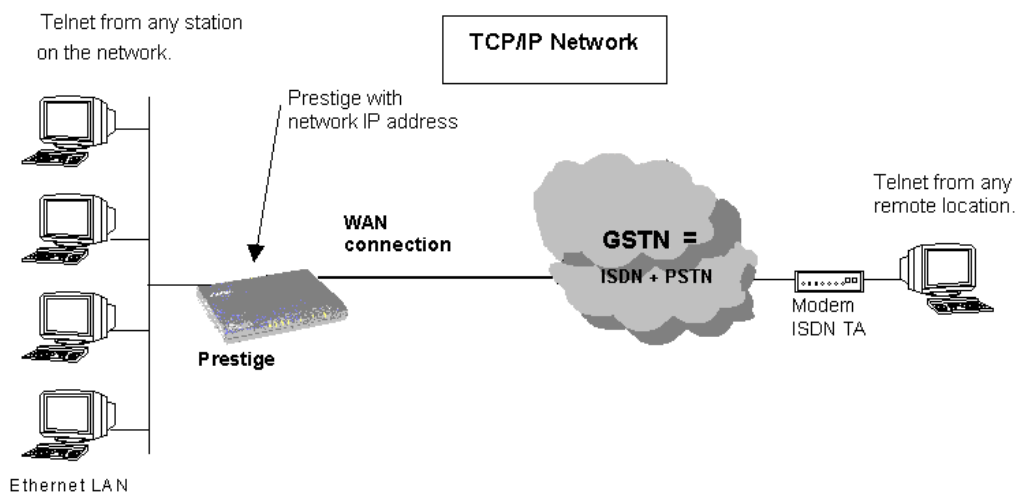 Telnet from any station
on the network.
TCP/IP Network
Prestige with
network IP address
Telnet from any
remote location.
WAN
connection
GSTN =
ISDN + PSTN
Modem
ISDN TA
Prestige
Ethernet LAN